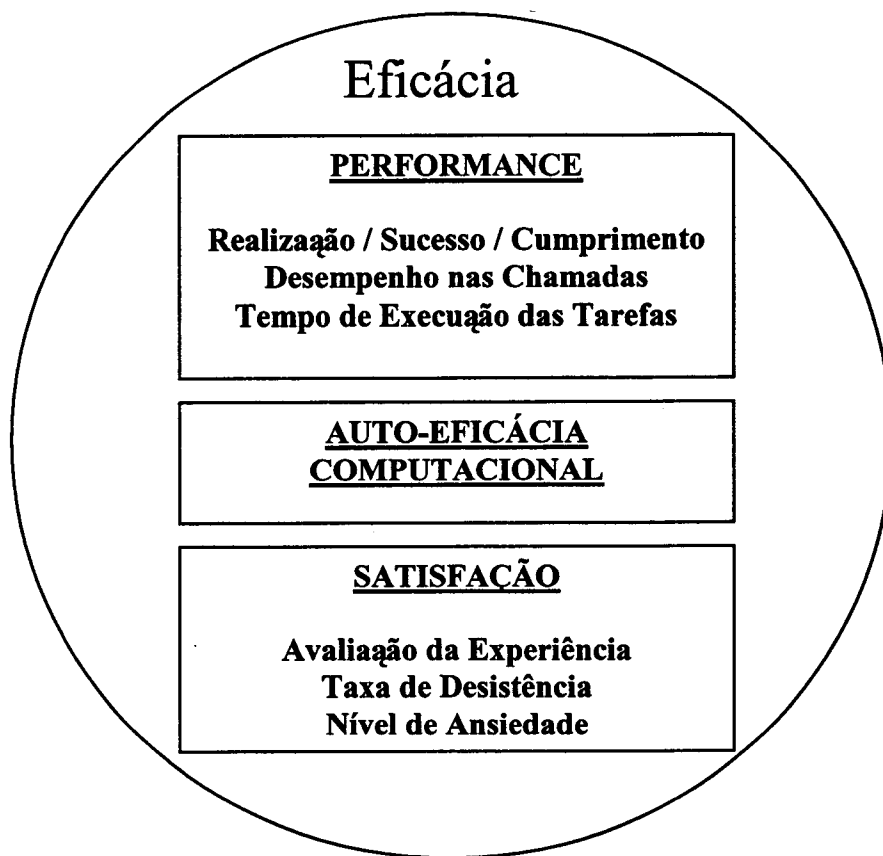 Eficácia
PERFORMANCE
Realizaąão / Sucesso / Cumprimento
Desempenho nas Chamadas
Tempo de Execuąão das Tarefas
AUTO-EFICÁCIA
COMPUTACIONAL
SATISFAÇÃO
Avaliaąão da Experiência
Taxa de Desistência
Nível de Ansiedade